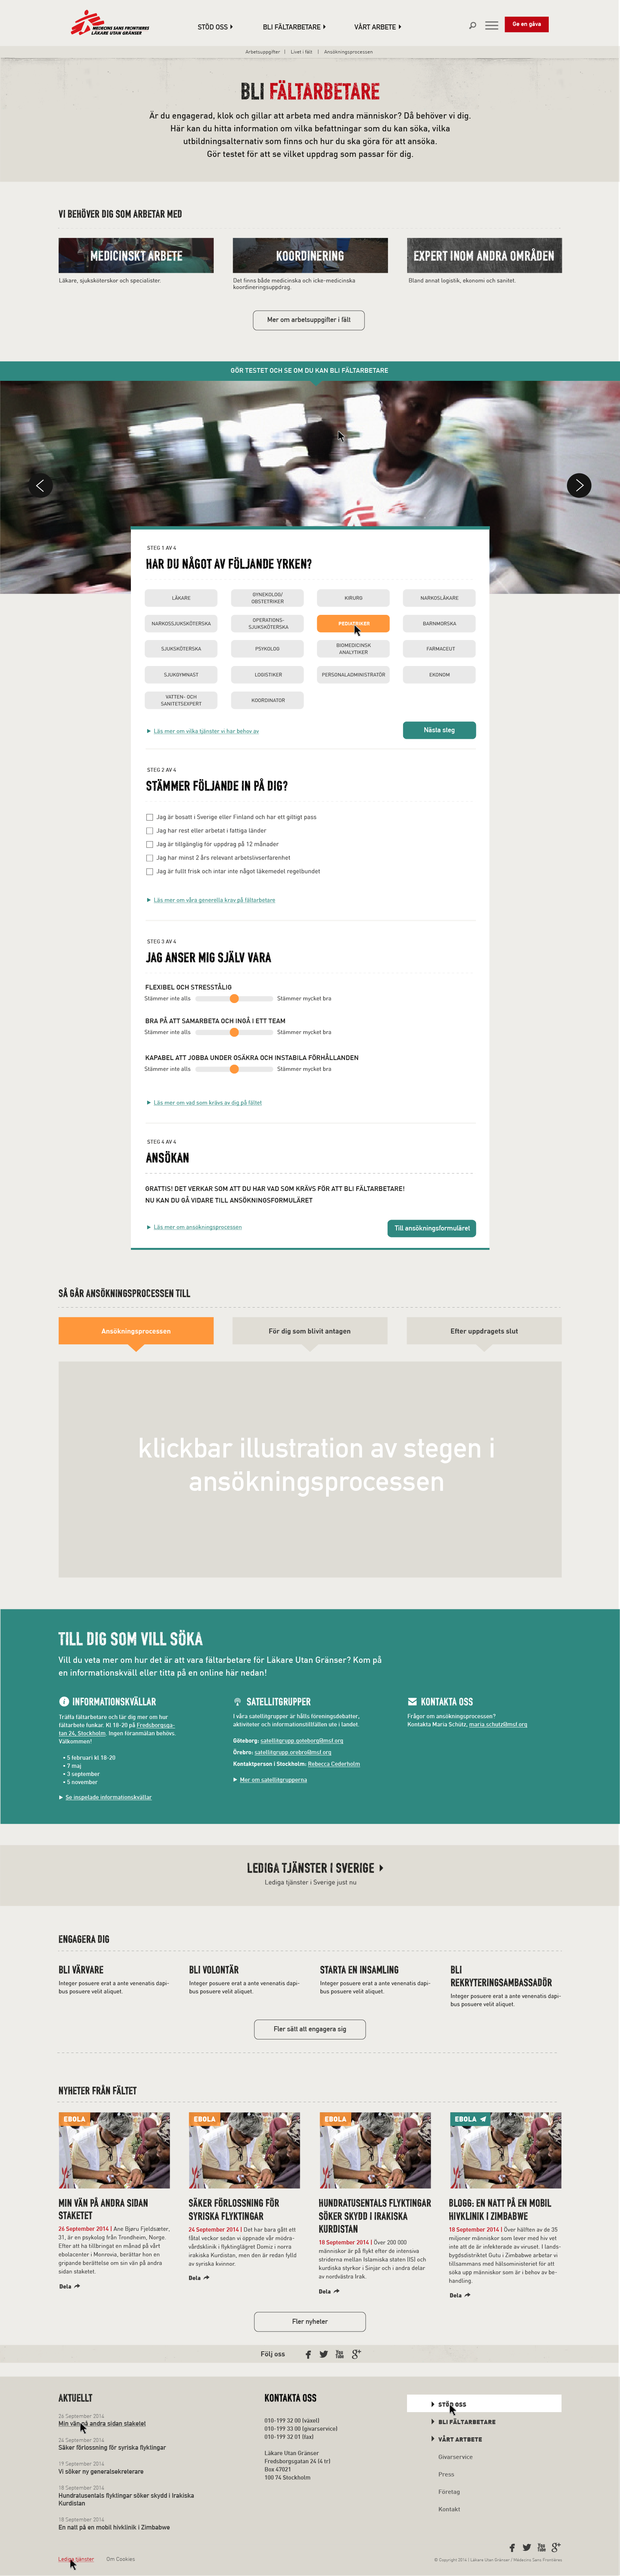 MEDECINS SANS FRONTIERES
LÄKARE UTAN GRÄNSER
STÖD OSS
BLI FÄLTARBETARE
VÅRT ARBETE
Ge en gåva
Arbetsuppgifter | Livet i fält | Ansökningsprocessen
BLI FÄLTARBETARE
Är du engagerad, klok och gillar att arbeta med andra människor? Då behöver vi dig.
Här kan du hitta information om vilka befattningar som du kan söka, vilka
utbildningsalternativ som finns och hur du ska göra för att ansöka.
Gör testet för att se vilket uppdrag som passar för dig.
VI BEHÖVER DIG SOM ARBETAR MED
MEDICINSKT ARBETE
KOORDINERING
EXPERT INOM ANDRA OMRÅDEN
Läkare, sjuksköterskor och specialister.
Det finns både medicinska och icke-medicinska
koordineringsuppdrag.
Bland annat logistik, ekonomi och sanitet.
Mer om arbetsuppgifter i fält
GÖR TESTET OCH SE OM DU KAN BLI FÄLTARBETARE
STEG 1 AV 4
HAR DU NÅGOT AV FÖLJANDE YRKEN?
LÄKARE
GYNEKOLOG/
OBSTETRIKER
KIRURG
NARKOSLÄKARE
NARKOSSJUKSKÖTERSKA
OPERATIONS-
SJUKSKÖTERSKA
PEDIATRIKER
BARNMORSKA
SJUKSKÖTERSKA
PSYKOLOG
BIOMEDICINSK
ANALYTIKER
FARMACEUT
SJUKGYMNAST
LOGISTIKER
PERSONALADMINISTRATÖR
EKONOM
VATTEN- OCH
SANITETSEXPERT
KOORDINATOR
Läs mer om vilka tjänster vi har behov av
Nästa steg
STEG 2 AV 4
STÄMMER FÖLJANDE IN PÅ DIG?
Jag är bosatt i Sverige eller Finland och har ett giltigt pass
Jag har rest eller arbetat i fattiga länder
Jag är tillgänglig för uppdrag på 12 månader
Jag har minst 2 års relevant arbetslivserfarenhet
Jag är fullt frisk och intar inte något läkemedel regelbundet
Läs mer om våra generella krav på fältarbetare
STEG 3 AV 4
JAG ANSER MIG SJÄLV VARA
FLEXIBEL OCH STRESSTÅLIG
Stämmer inte alls
Stämmer mycket bra
BRA PÅ ATT SAMARBETA OCH INGÅ I ETT TEAM
Stämmer inte alls
Stämmer mycket bra
KAPABEL ATT JOBBA UNDER OSÄKRA OCH INSTABILA FÖRHÅLLANDEN
Stämmer inte alls
Stämmer mycket bra
Läs mer om vad som krävs av dig på fältet
STEG 4 AV 4
ANSÖKAN
GRATTIS! DET VERKAR SOM ATT DU HAR VAD SOM KRÄVS FÖR ATT BLI FÄLTARBETARE!
NU KAN DU GÅ VIDARE TILL ANSÖKNINGSFORMULÄRET
Läs mer om ansökningsprocessen
Till ansökningsformuläret
SÅ GÅR ANSÖKNINGSPROCESSEN TILL
Ansökningsprocessen
För dig som blivit antagen
Efter uppdragets slut
klickbar illustration av stegen i
ansökningsprocessen
TILL DIG SOM VILL SÖKA
Vill du veta mer om hur det är att vara fältarbetare för Läkare Utan Gränser? Kom på
en informationskväll eller titta på en online här nedan!
INFORMATIONSKVÄLLAR
Träffa fältarbetare och lär dig mer om hur
fältarbete funkar. Kl 18-20 på Fredsborgsga-
tan 24, Stockholm. Ingen föranmälan behövs.
Välkommen!
• 5 februari kl 18-20
• 7 maj
• 3 september
• 5 november
Se inspelade informationskvällar
SATELLITGRUPPER
I våra satellitgrupper är hålls föreningsdebatter,
aktiviteter och informationstillfällen ute i landet.
Göteborg: satellitgrupp.goteborg@msf.org
Örebro: satellitgrupp.orebro@msf.org
Kontaktperson i Stockholm: Rebecca Cederholm
Mer om satellitgrupperna
KONTAKTA OSS
Frågor om ansökningsprocessen?
Kontakta Maria Schütz, maria.schutz@msf.org
LEDIGA TJÄNSTER I SVERIGE
Lediga tjänster i Sverige just nu
ENGAGERA DIG
BLI VÄRVARE
Integer posuere erat a ante venenatis dapi-
bus posuere velit aliquet.
BLI VOLONTÄR
Integer posuere erat a ante venenatis dapi-
bus posuere velit aliquet.
STARTA EN INSAMLING
Integer posuere erat a ante venenatis dapi-
bus posuere velit aliquet.
BLI
REKRYTERINGSAMBASSADÖR
Integer posuere erat a ante venenatis dapi-
bus posuere velit aliquet.
Fler sätt att engagera sig
NYHETER FRÅN FÄLTET
EBOLA
MIN VÄN PÅ ANDRA SIDAN
STAKETET
26 September 2014 | Ane Bjøru Fjeldsæter,
31, är en psykolog från Trondheim, Norge.
Efter att ha tillbringat en månad på vårt
ebolacenter i Monrovia, berättar hon en
gripande berättelse om sin vän på andra
sidan staketet.
Dela
EBOLA
SÄKER FÖRLOSSNING FÖR
SYRISKA FLYKTINGAR
24 September 2014 | Det har bara gått ett
fåtal veckor sedan vi öppnade vår mödra-
vårdsklinik i flyktinglägret Domiz i norra
irakiska Kurdistan, men den är redan fylld
av syriska kvinnor.
Dela
EBOLA
HUNDRATUSENTALS FLYKTINGAR
SÖKER SKYDD I IRAKISKA
KURDISTAN
18 September 2014 | Över 200 000
människor är på flykt efter de intensiva
striderna mellan Islamiska staten (IS) och
kurdiska styrkor i Sinjar och i andra delar
av nordvästra Irak.
Dela
EBOLA
BLOGG: EN NATT PÅ EN MOBIL
HIVKLINIK I ZIMBABWE
18 September 2014 | Över hälften av de 35
miljoner människor som lever med hiv vet
inte att de är infekterade av viruset. I lands-
bygdsdistriktet Gutu i Zimbabwe arbetar vi
tillsammans med hälsoministeriet för att
söka upp människor som är i behov av be-
handling.
Dela
Fler nyheter
Följ oss
AKTUELLT
26 September 2014
Min vän på andra sidan staketet
24 September 2014
Säker förlossning för syriska flyktingar
19 September 2014
Vi söker ny generalsekreterare
18 September 2014
Hundratusentals flyktingar söker skydd i Irakiska
Kurdistan
18 September 2014
En natt på en mobil hivklinik i Zimbabwe
KONTAKTA OSS
010-199 32 00 (växel)
010-199 33 00 (givarservice)
010-199 32 01 (fax)
Läkare Utan Gränser
Fredsborgsgatan 24 (4 tr)
Box 47021
100 74 Stockholm
STÖD OSS
BLI FÄLTARBETARE
VÅRT ARTBETE
Givarservice
Press
Företag
Kontakt
Lediga tjänster
Om Cookies
© Copyright 2014 | Läkare Utan Gränser / Médecins Sans Frontières